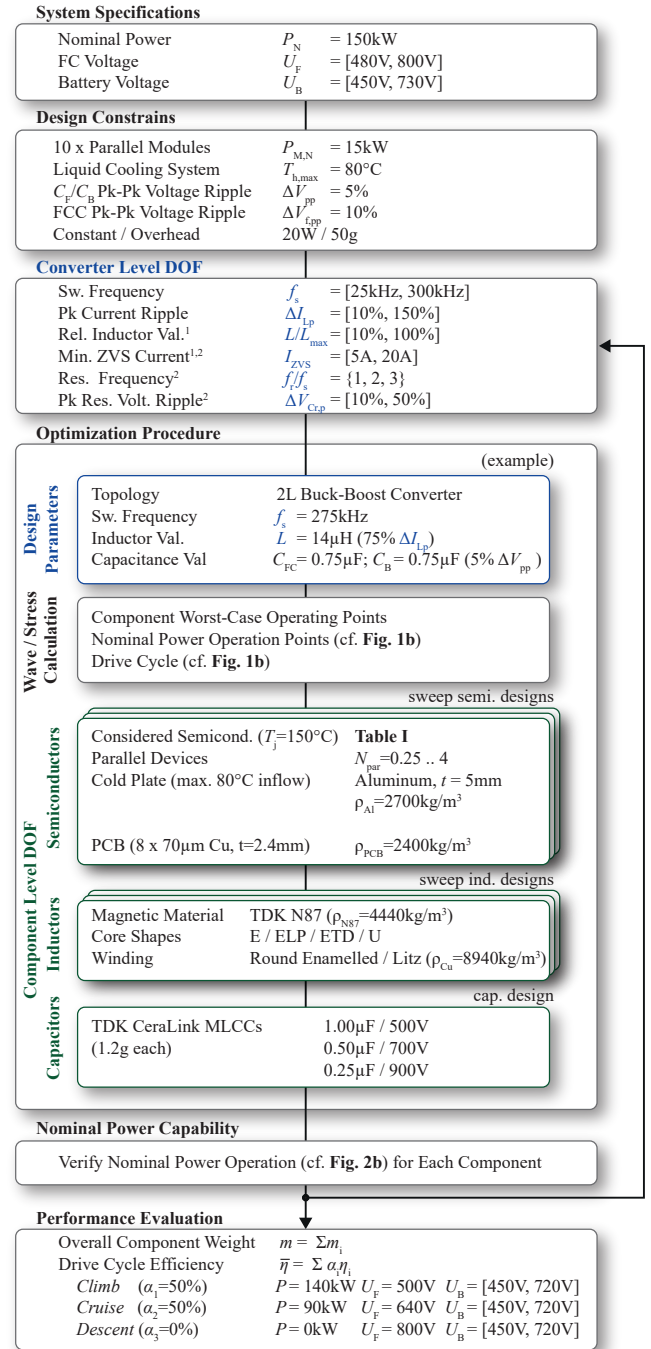 System Specifications
Nominal Power P_N = 150kW
FC Voltage U_F = [480V, 800V]
Battery Voltage U_B = [450V, 730V]
Design Constrains
10 x Parallel Modules P_M,N = 15kW
Liquid Cooling System T_h,max = 80°C
C_F/C_B Pk-Pk Voltage Ripple ΔV_pp = 5%
FCC Pk-Pk Voltage Ripple ΔV_f,pp = 10%
Constant / Overhead 20W / 50g
Converter Level DOF
Sw. Frequency f_s = [25kHz, 300kHz]
Pk Current Ripple ΔI_Lp = [10%, 150%]
Rel. Inductor Val.¹ L/L_max = [10%, 100%]
Min. ZVS Current¹,² I_ZVS = [5A, 20A]
Res. Frequency² f_r/f_s = {1, 2, 3}
Pk Res. Volt. Ripple² ΔV_Cr,p = [10%, 50%]
Optimization Procedure
(example)
Design Parameters
Topology 2L Buck-Boost Converter
Sw. Frequency f_s = 275kHz
Inductor Val. L = 14µH (75% ΔI_Lp)
Capacitance Val C_FC = 0.75µF; C_B = 0.75µF (5% ΔV_pp )
Wave / Stress Calculation
Component Worst-Case Operating Points
Nominal Power Operation Points (cf. Fig. 1b)
Drive Cycle (cf. Fig. 1b)
Component Level DOF
sweep semi. designs
Semiconductors
Considered Semicond. (T_j=150°C) Table I
Parallel Devices N_par=0.25 .. 4
Cold Plate (max. 80°C inflow) Aluminum, t = 5mm
ρ_Al=2700kg/m³
PCB (8 x 70µm Cu, t=2.4mm) ρ_PCB=2400kg/m³
sweep ind. designs
Inductors
Magnetic Material TDK N87 (ρ_N87=4440kg/m³)
Core Shapes E / ELP / ETD / U
Winding Round Enamelled / Litz (ρ_Cu=8940kg/m³)
cap. design
Capacitors
TDK CeraLink MLCCs 1.00µF / 500V
(1.2g each) 0.50µF / 700V
0.25µF / 900V
Nominal Power Capability
Verify Nominal Power Operation (cf. Fig. 2b) for Each Component
Performance Evaluation
Overall Component Weight m = Σm_i
Drive Cycle Efficiency η̅ = Σ α_iη_i
Climb (α_1=50%) P = 140kW U_F = 500V U_B = [450V, 720V]
Cruise (α_2=50%) P = 90kW U_F = 640V U_B = [450V, 720V]
Descent (α_3=0%) P = 0kW U_F = 800V U_B = [450V, 720V]